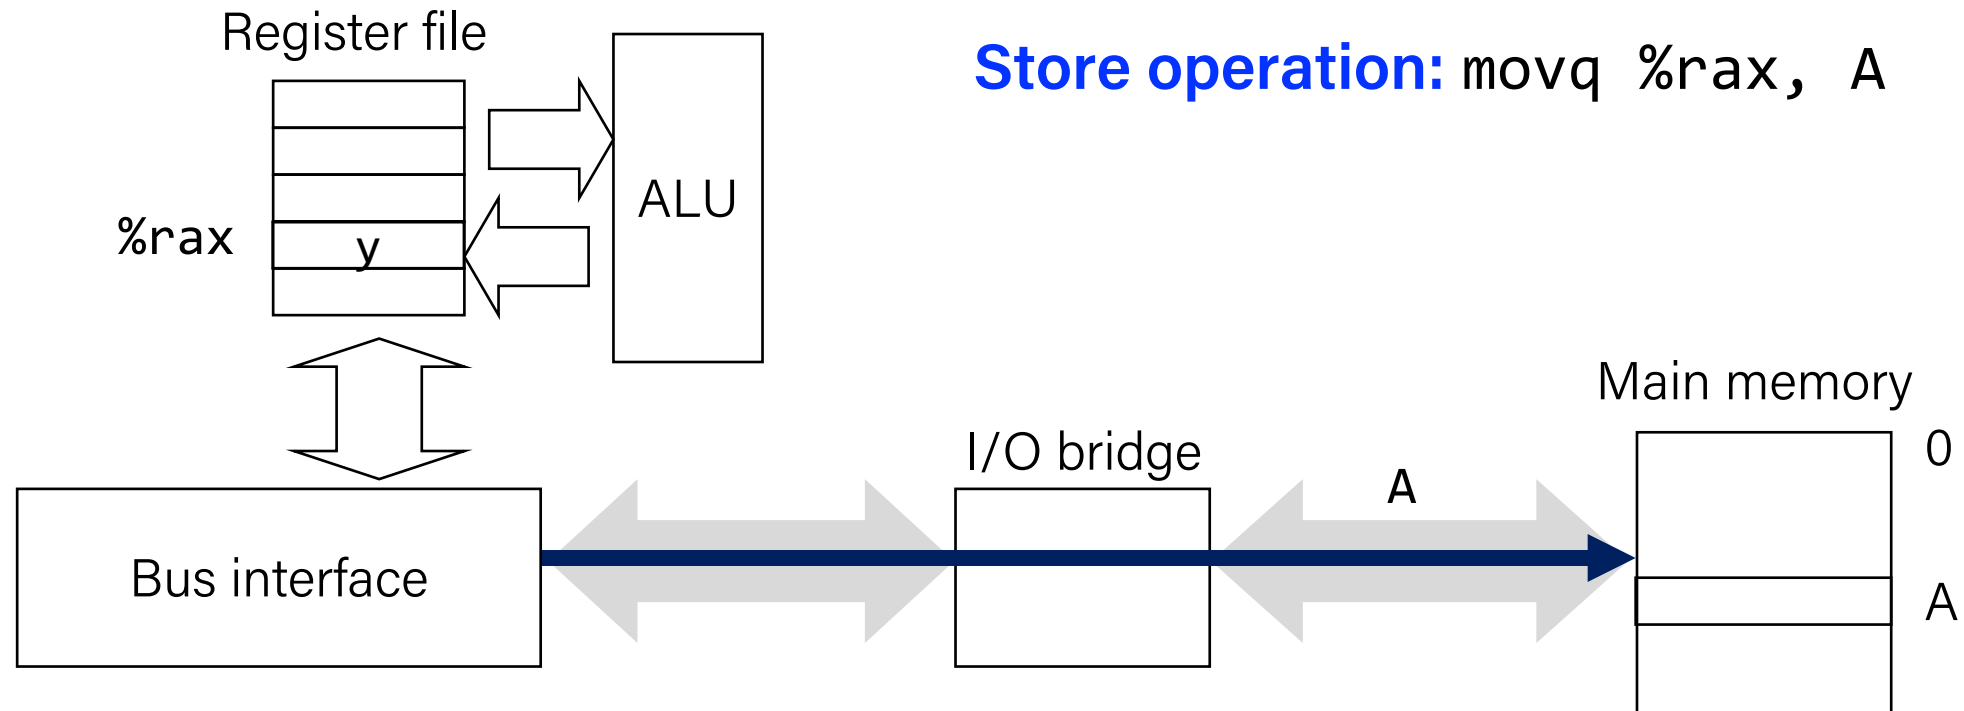 Register file
Store operation: movq %rax, A
ALU
%rax
y
Main memory
I/O bridge
0
A
Bus interface
A